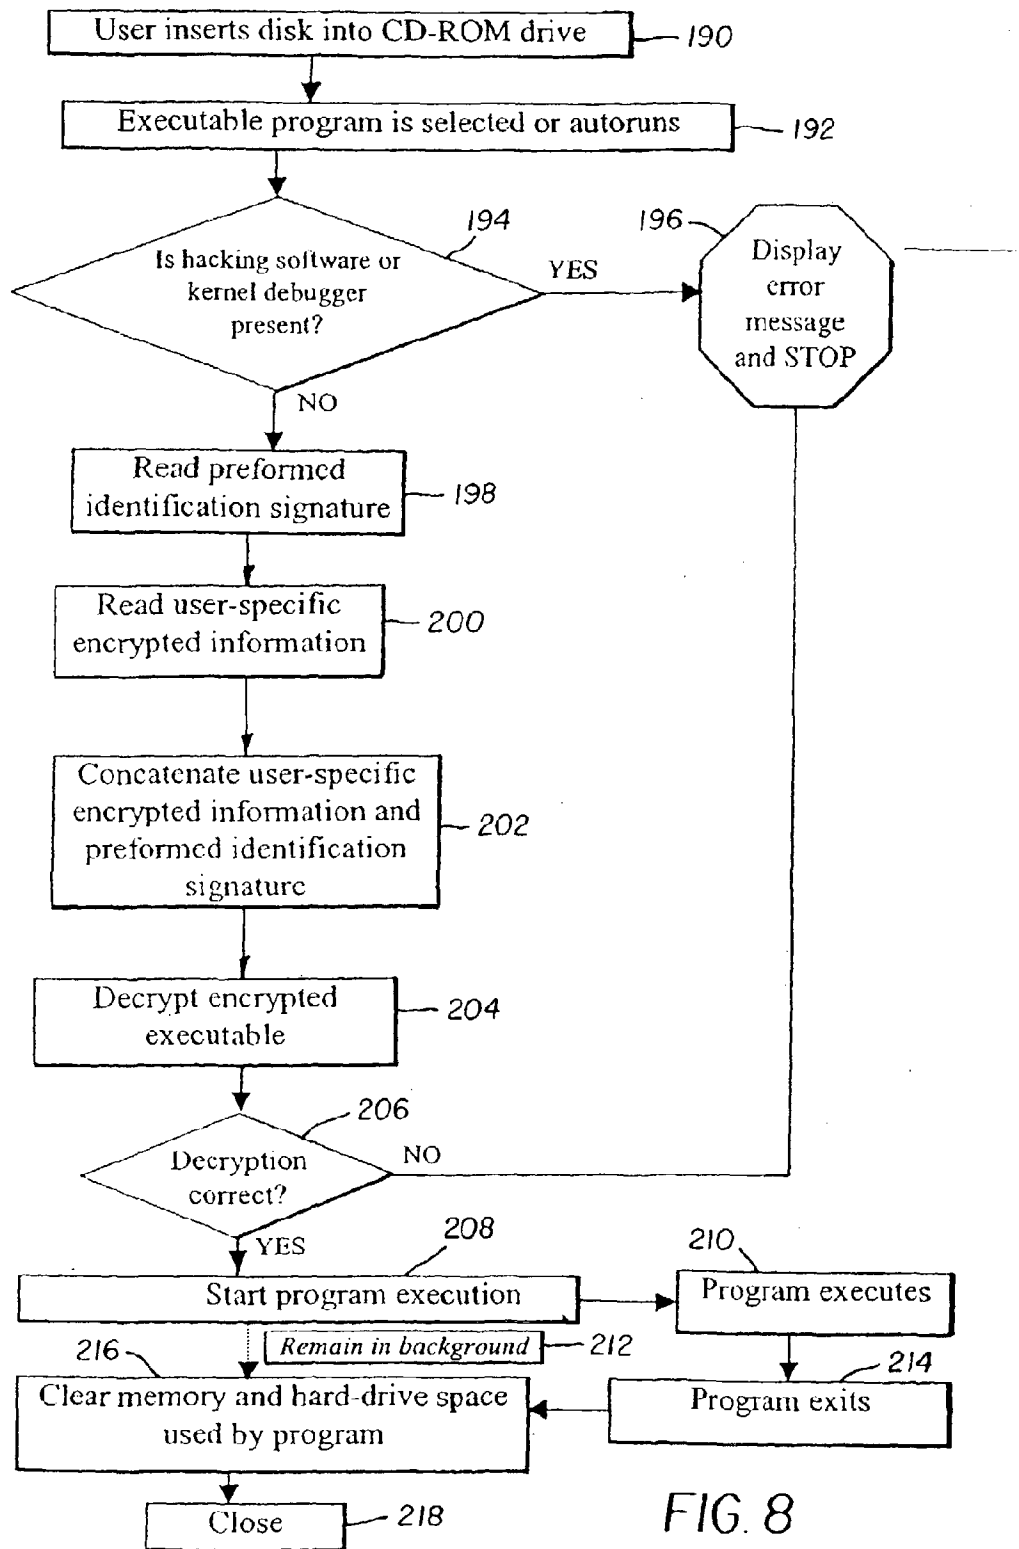 User inserts disk into CD-ROM drive
190
Executable program is selected or autoruns
192
194
Is hacking software or
kernel debugger
present?
YES
196
Display
error
message
and STOP
NO
Read preformed
identification signature
198
Read user-specific
encrypted information
200
Concatenate user-specific
encrypted information and
preformed identification
signature
202
Decrypt encrypted
executable
204
206
Decryption
correct?
NO
YES
208
Start program execution
210
Program executes
Remain in background
212
214
Program exits
216
Clear memory and hard-drive space
used by program
Close
218
FIG. 8